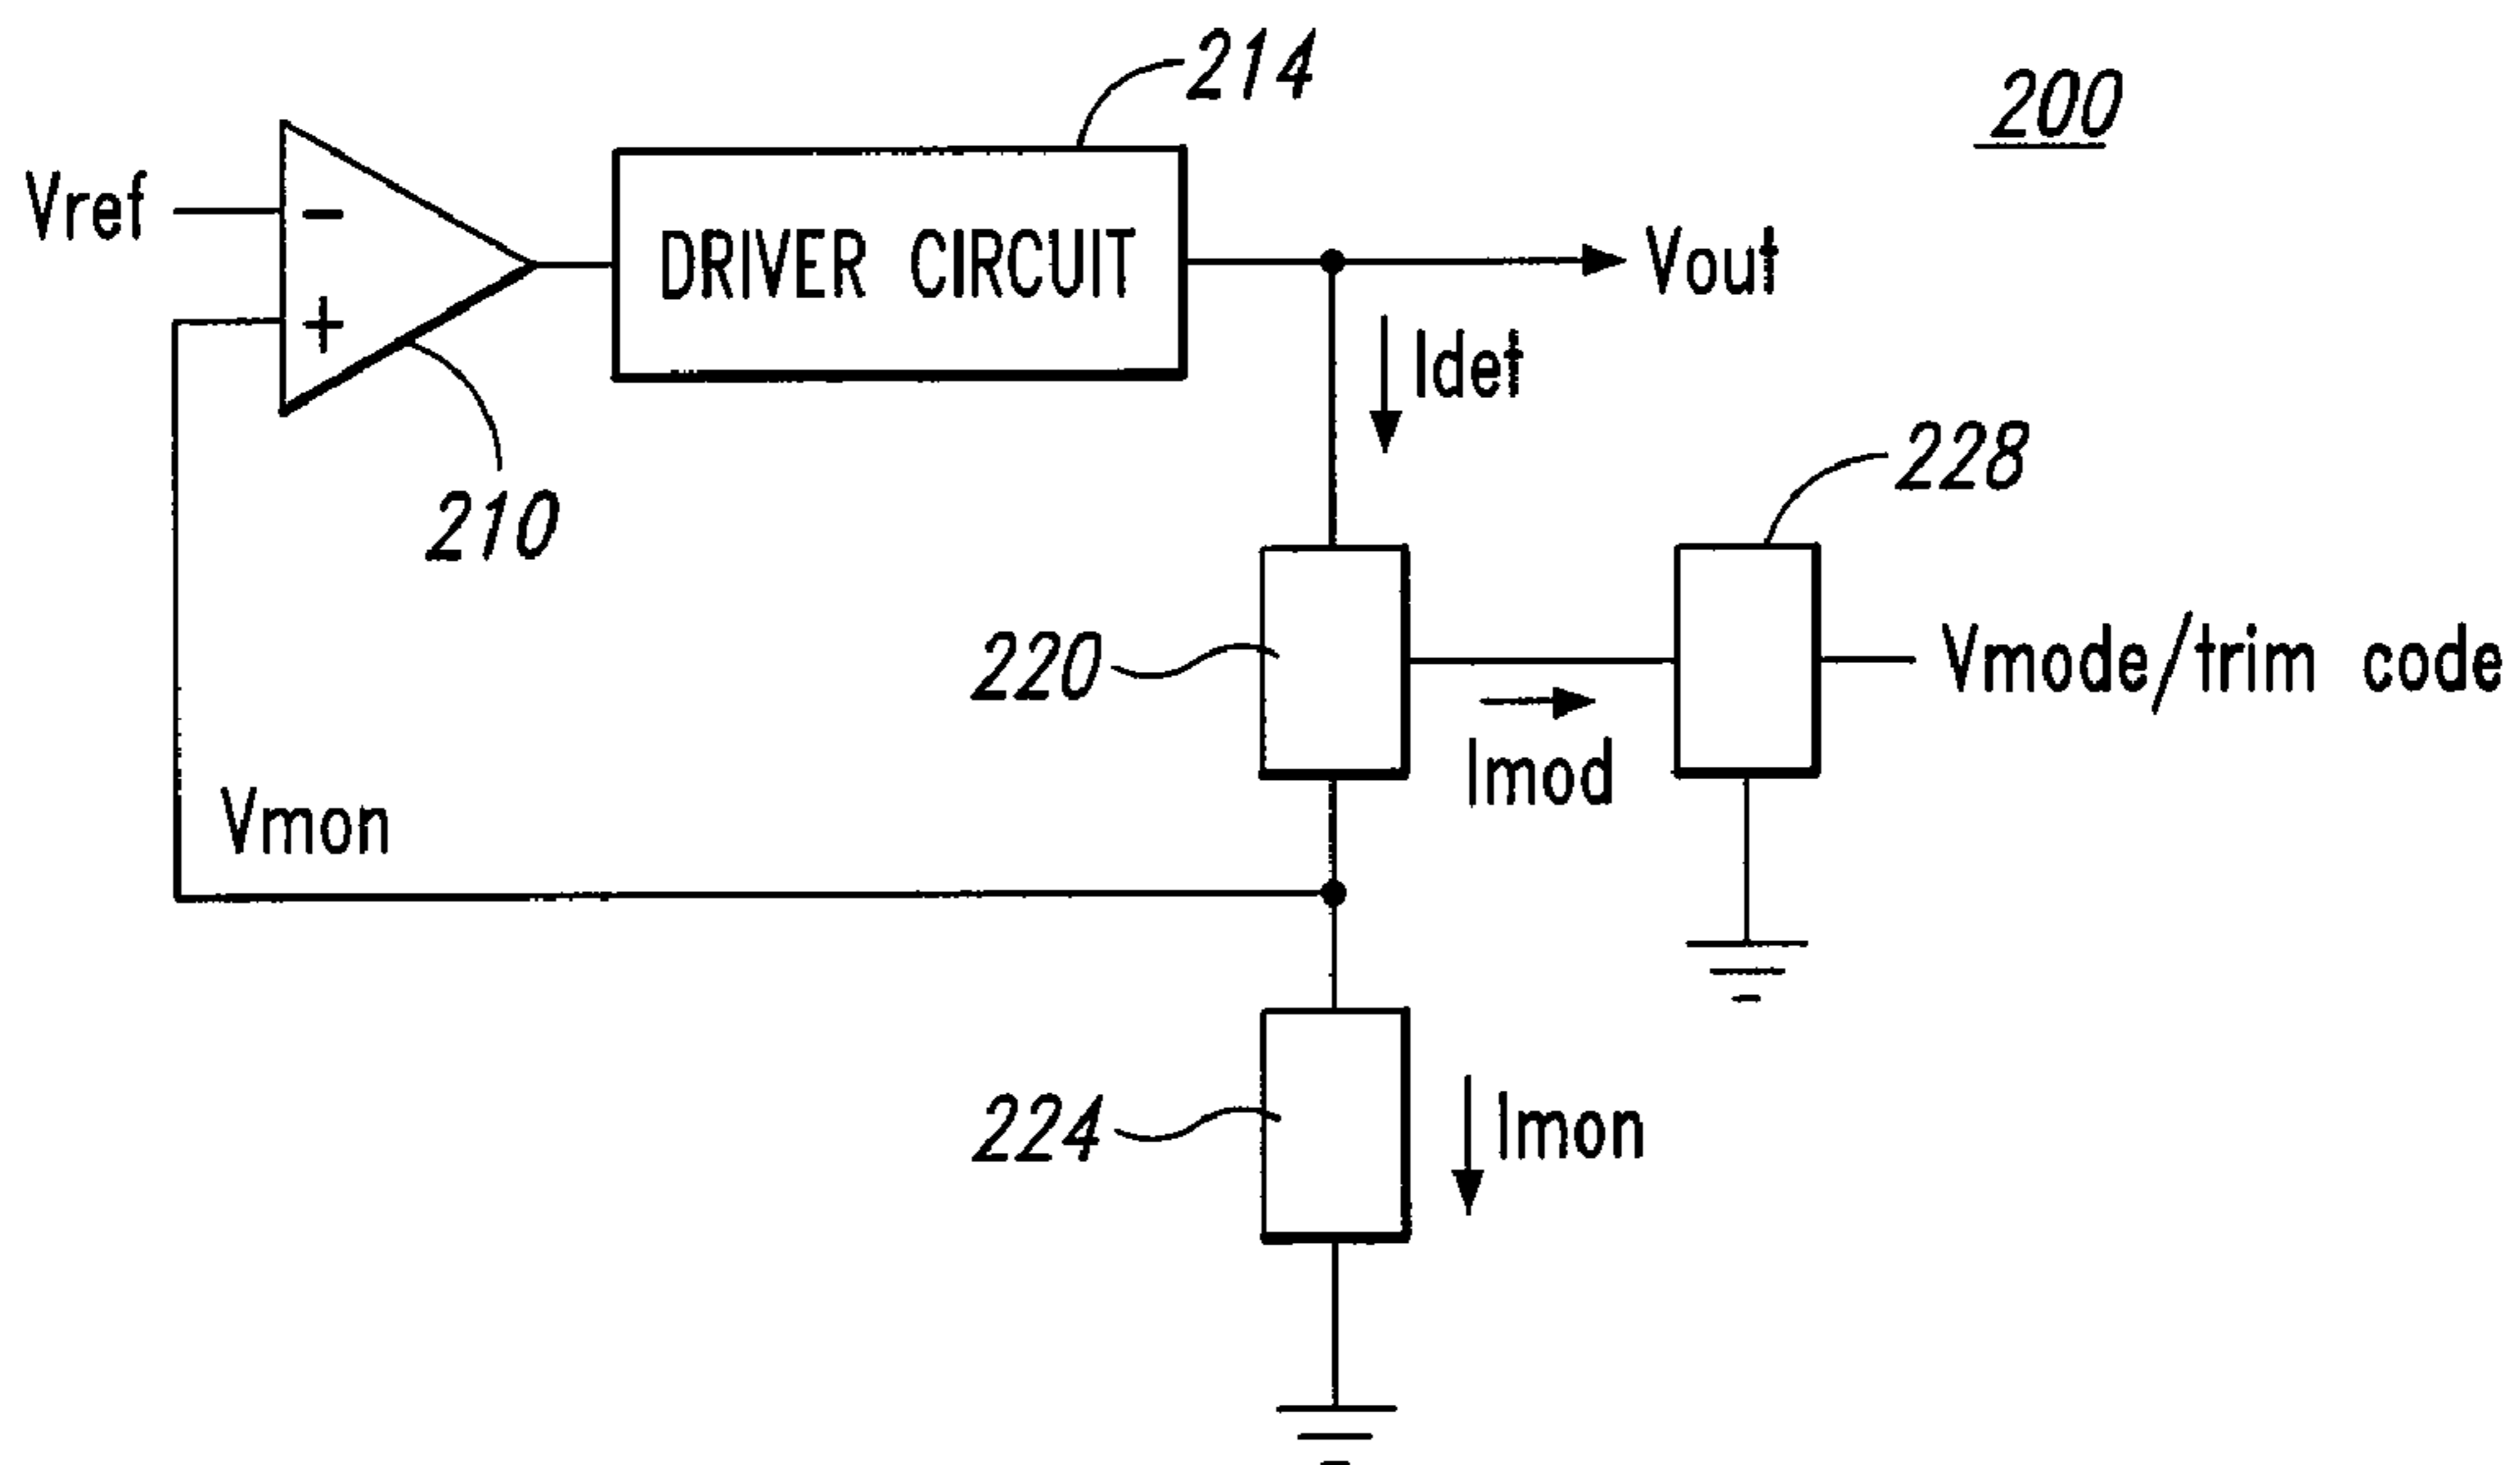 214
200
Vref
−
DRIVER CIRCUIT
Vout
+
Idet
210
228
220
Vmode/trim code
Imod
Vmon
224
Imon